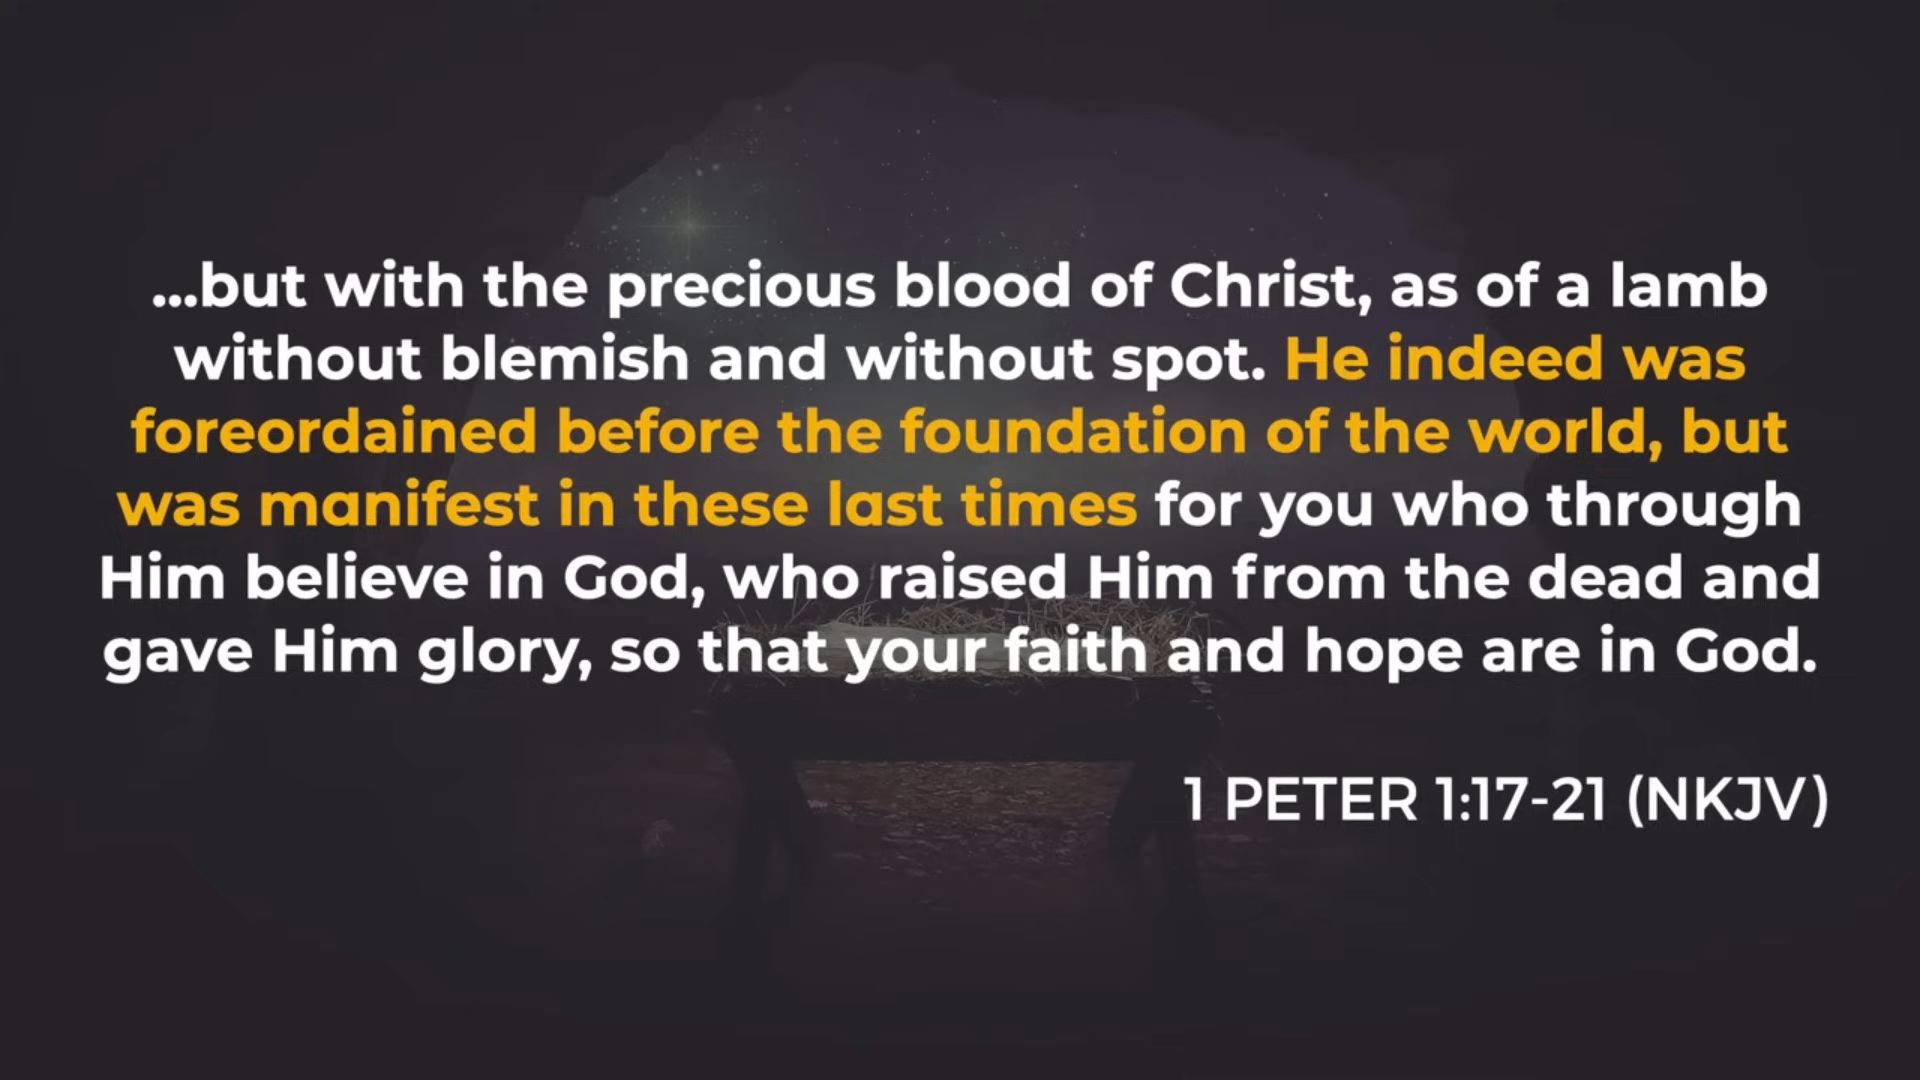 ...but with the precious blood of Christ, as of a lamb
without blemish and without spot. He indeed was
foreordained before the foundation of the world, but
was manifest in these last times for you who through
Him believe in God, who raised Him from the dead and
gave Him glory, so that your faith and hope are in God.
1 PETER 1:17-21 (NKJV)